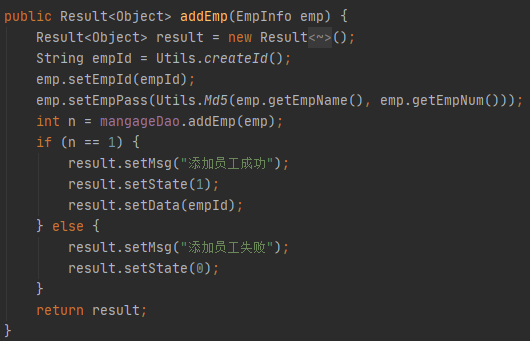 public Result<Object> addEmp(EmpInfo emp) {
    Result<Object> result = new Result<~>();
    String empId = Utils.createId();
    emp.setEmpId(empId);
    emp.setEmpPass(Utils.Md5(emp.getEmpName(), emp.getEmpNum()));
    int n = mangageDao.addEmp(emp);
    if (n == 1) {
        result.setMsg("添加员工成功");
        result.setState(1);
        result.setData(empId);
    } else {
        result.setMsg("添加员工失败");
        result.setState(0);
    }
    return result;
}